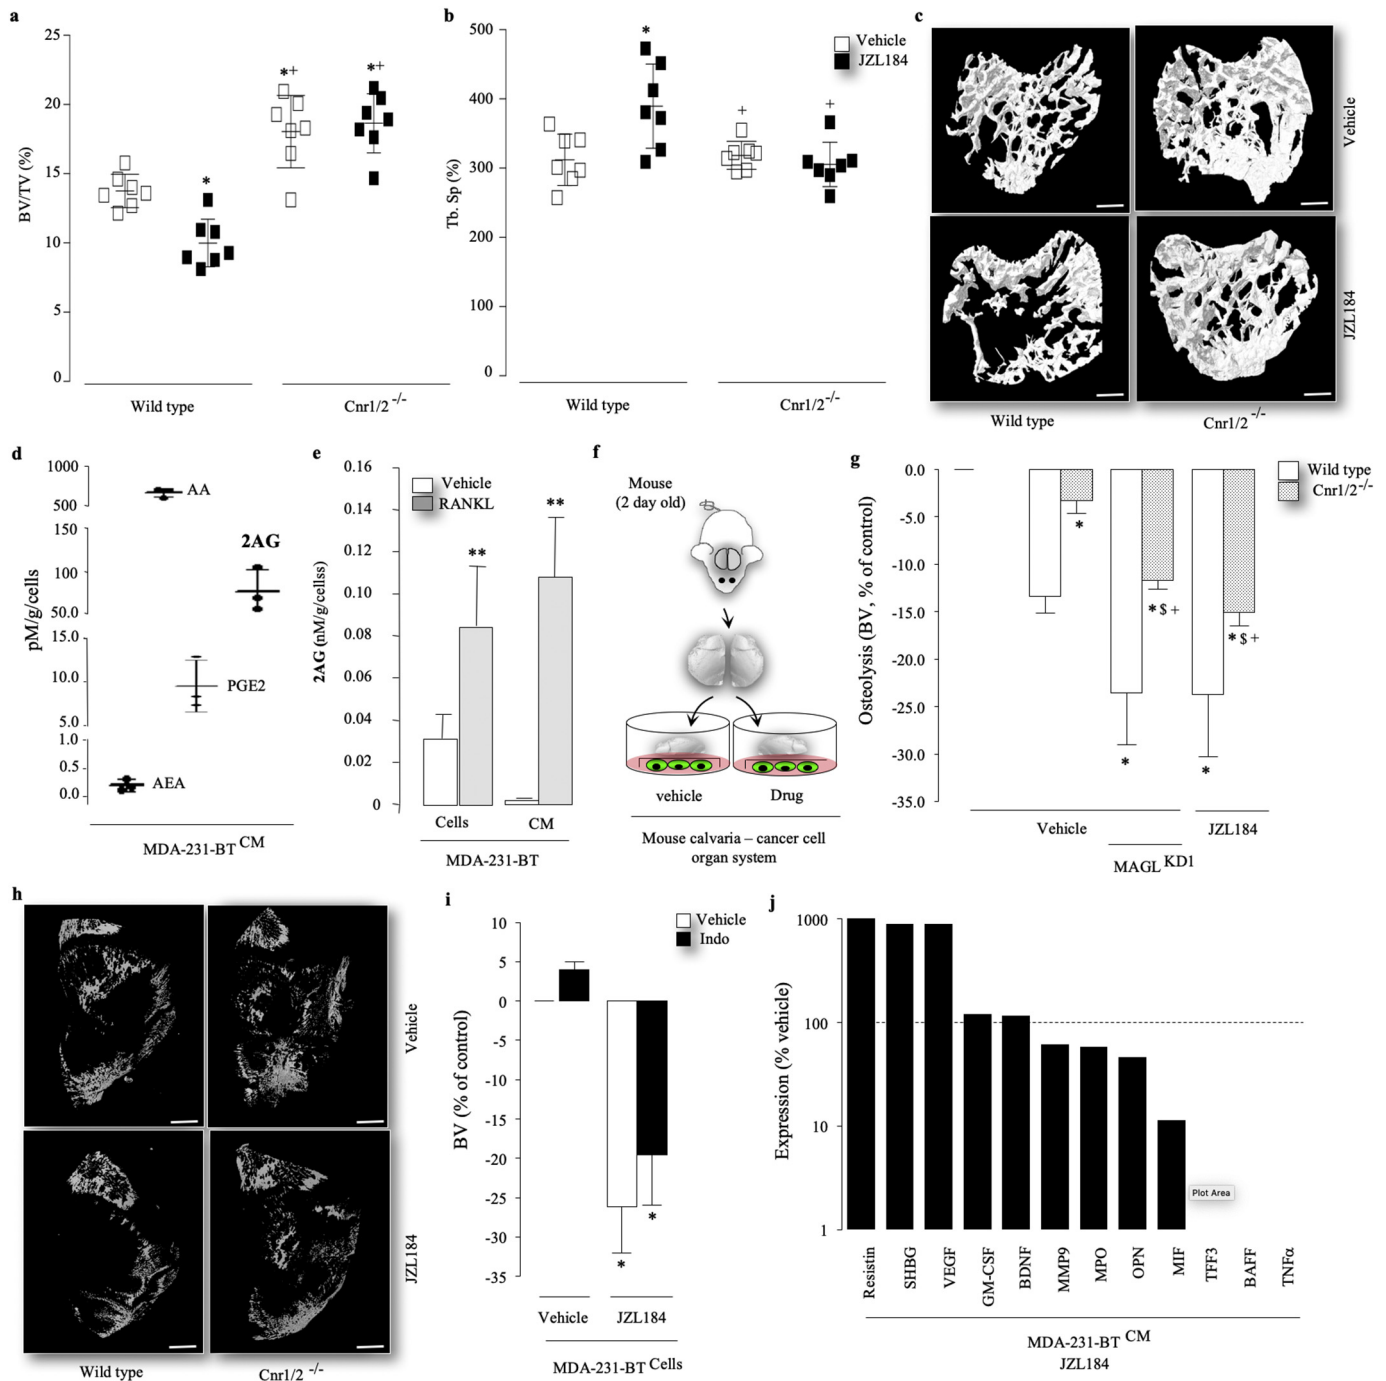 a
25
20
15
10
5
0
BV/TV (%)
*
*+
*+
Wild type
Cnr1/2 -/-
b
500
400
300
200
100
0
Tb. Sp (%)
*
+
+
Vehicle
JZL184
Wild type
Cnr1/2-/-
c
Vehicle
JZL184
Wild type
Cnr1/2 -/-
d
1000
500
150
100
50.0
15.0
10.0
5.0
1.0
0.5
0.0
pM/g/cells
AA
2AG
PGE2
AEA
MDA-231-BT CM
e
0.16
0.14
0.12
0.10
0.08
0.06
0.04
0.02
0
2AG (nM/g/cellss)
Vehicle
RANKL
**
**
Cells
CM
MDA-231-BT
f
Mouse
(2 day old)
vehicle
Drug
Mouse calvaria – cancer cell
organ system
g
0.0
-5.0
-10.0
-15.0
-20.0
-25.0
-30.0
-35.0
Osteolysis (BV, % of control)
Wild type
Cnr1/2-/-
*
*$+
*$+
*
*
Vehicle
JZL184
MAGL KD1
h
Vehicle
JZL184
Wild type
Cnr1/2 -/-
i
10
5
0
-5
-10
-15
-20
-25
-30
-35
BV (% of control)
Vehicle
Indo
*
*
Vehicle
JZL184
MDA-231-BT Cells
j
1000
100
10
1
Expression (% vehicle)
Plot Area
Resistin
SHBG
VEGF
GM-CSF
BDNF
MMP9
MPO
OPN
MIF
TFF3
BAFF
TNFα
MDA-231-BT CM
JZL184